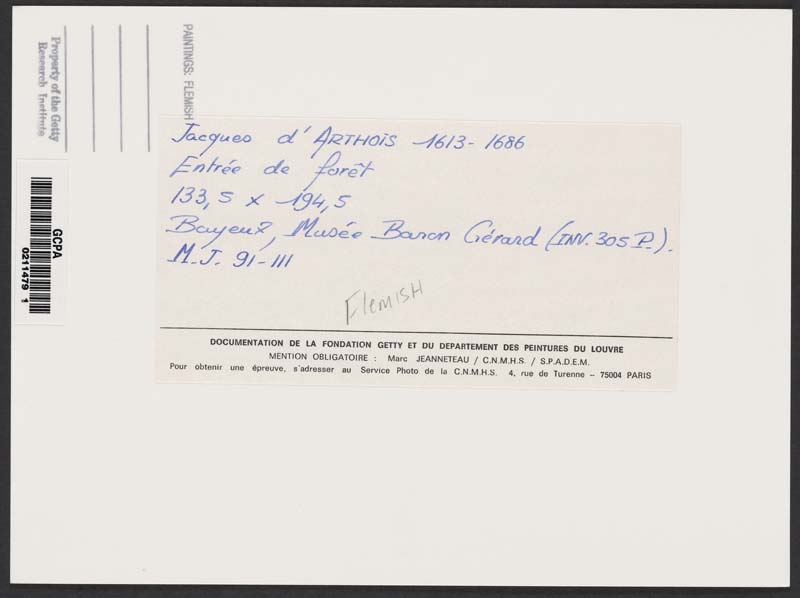 Property of the Getty
Research Institute
PAINTINGS: FLEMISH
GCPA
0211479 1
Jacques d'ARTHOIS 1613-1686
Entrée de forêt
133,5 x 194,5
Bayeux, Musée Baron Gérard (INV. 305 P.).
M.J. 91-111
FlemISH
DOCUMENTATION DE LA FONDATION GETTY ET DU DEPARTEMENT DES PEINTURES DU LOUVRE
MENTION OBLIGATOIRE : Marc JEANNETEAU / C.N.M.H.S. / S.P.A.D.E.M.
Pour obtenir une épreuve, s'adresser au Service Photo de la C.N.M.H.S. 4, rue de Turenne – 75004 PARIS